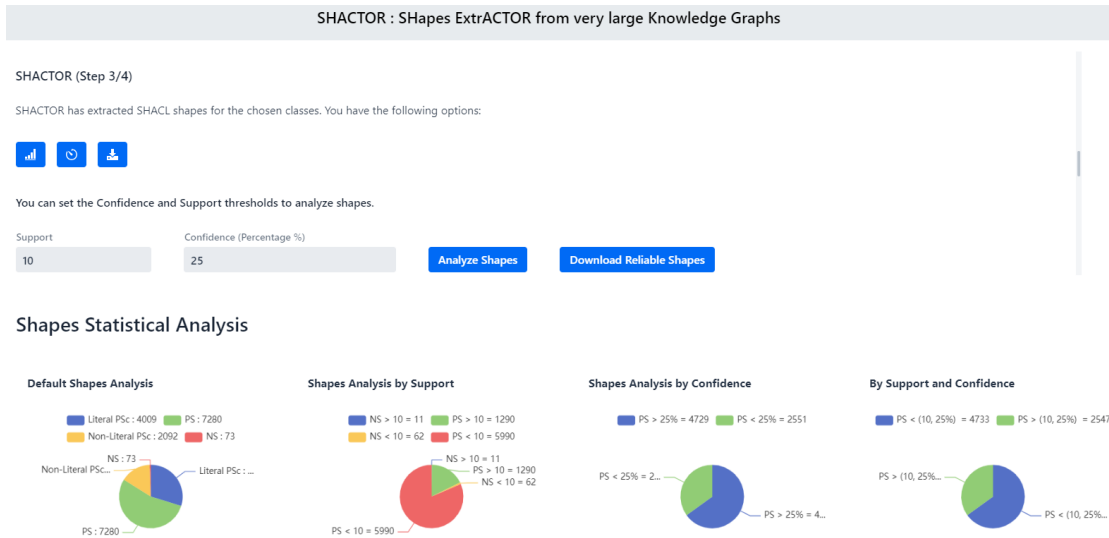 SHACTOR : SHapes ExtrACTOR from very large Knowledge Graphs
SHACTOR (Step 3/4)
SHACTOR has extracted SHACL shapes for the chosen classes. You have the following options:
You can set the Confidence and Support thresholds to analyze shapes.
Support
Confidence (Percentage %)
10
25
Analyze Shapes
Download Reliable Shapes
Shapes Statistical Analysis
Default Shapes Analysis
Literal PSc : 4009
PS : 7280
Non-Literal PSc : 2092
NS : 73
NS : 73
Non-Literal PSc...
Literal PSc : ...
PS : 7280
Shapes Analysis by Support
NS > 10 = 11
PS > 10 = 1290
NS < 10 = 62
PS < 10 = 5990
NS > 10 = 11
PS > 10 = 1290
NS < 10 = 62
PS < 10 = 5990
Shapes Analysis by Confidence
PS > 25% = 4729
PS < 25% = 2551
PS < 25% = 2...
PS > 25% = 4...
By Support and Confidence
PS < (10, 25%) = 4733
PS > (10, 25%) = 2547
PS > (10, 25%...
PS < (10, 25%...